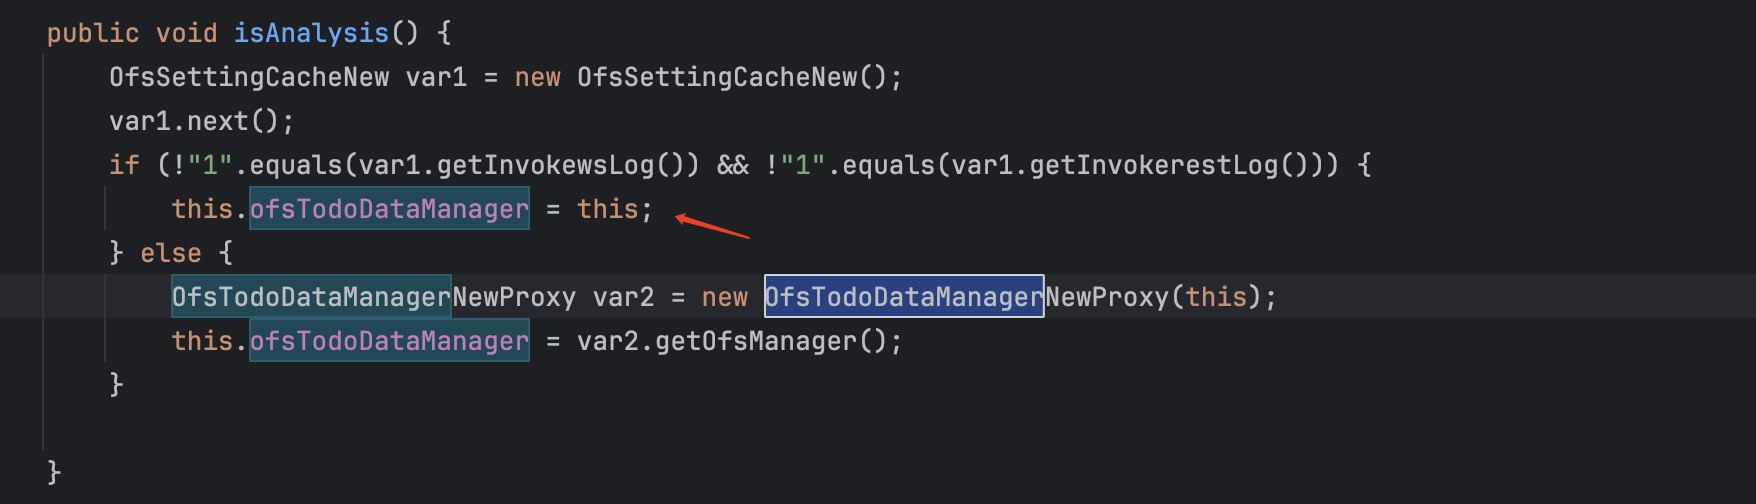 public void isAnalysis() {
    OfsSettingCacheNew var1 = new OfsSettingCacheNew();
    var1.next();
    if (!"1".equals(var1.getInvokewsLog()) && !"1".equals(var1.getInvokerestLog())) {
        this.ofsTodoDataManager = this;
    } else {
        OfsTodoDataManagerNewProxy var2 = new OfsTodoDataManagerNewProxy(this);
        this.ofsTodoDataManager = var2.getOfsManager();
    }
}